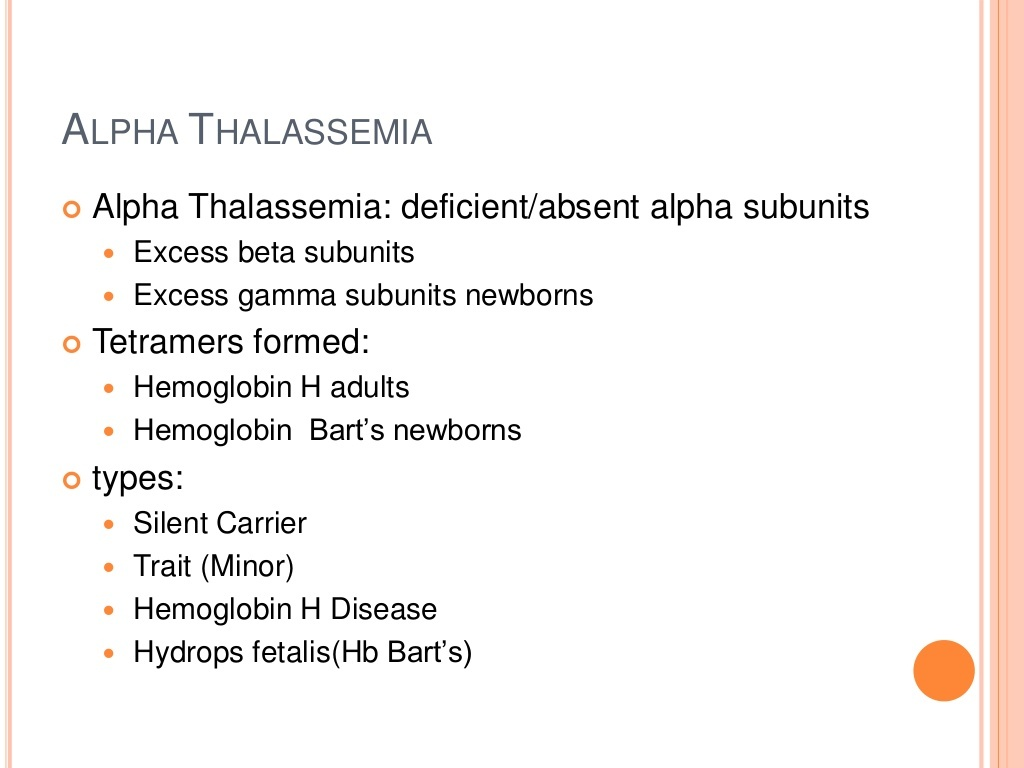 ALPHA THALASSEMIA
Alpha Thalassemia: deficient/absent alpha subunits
Excess beta subunits
Excess gamma subunits newborns
Tetramers formed:
Hemoglobin H adults
Hemoglobin  Bart’s newborns
types:
Silent Carrier
Trait (Minor)
Hemoglobin H Disease
Hydrops fetalis(Hb Bart’s)